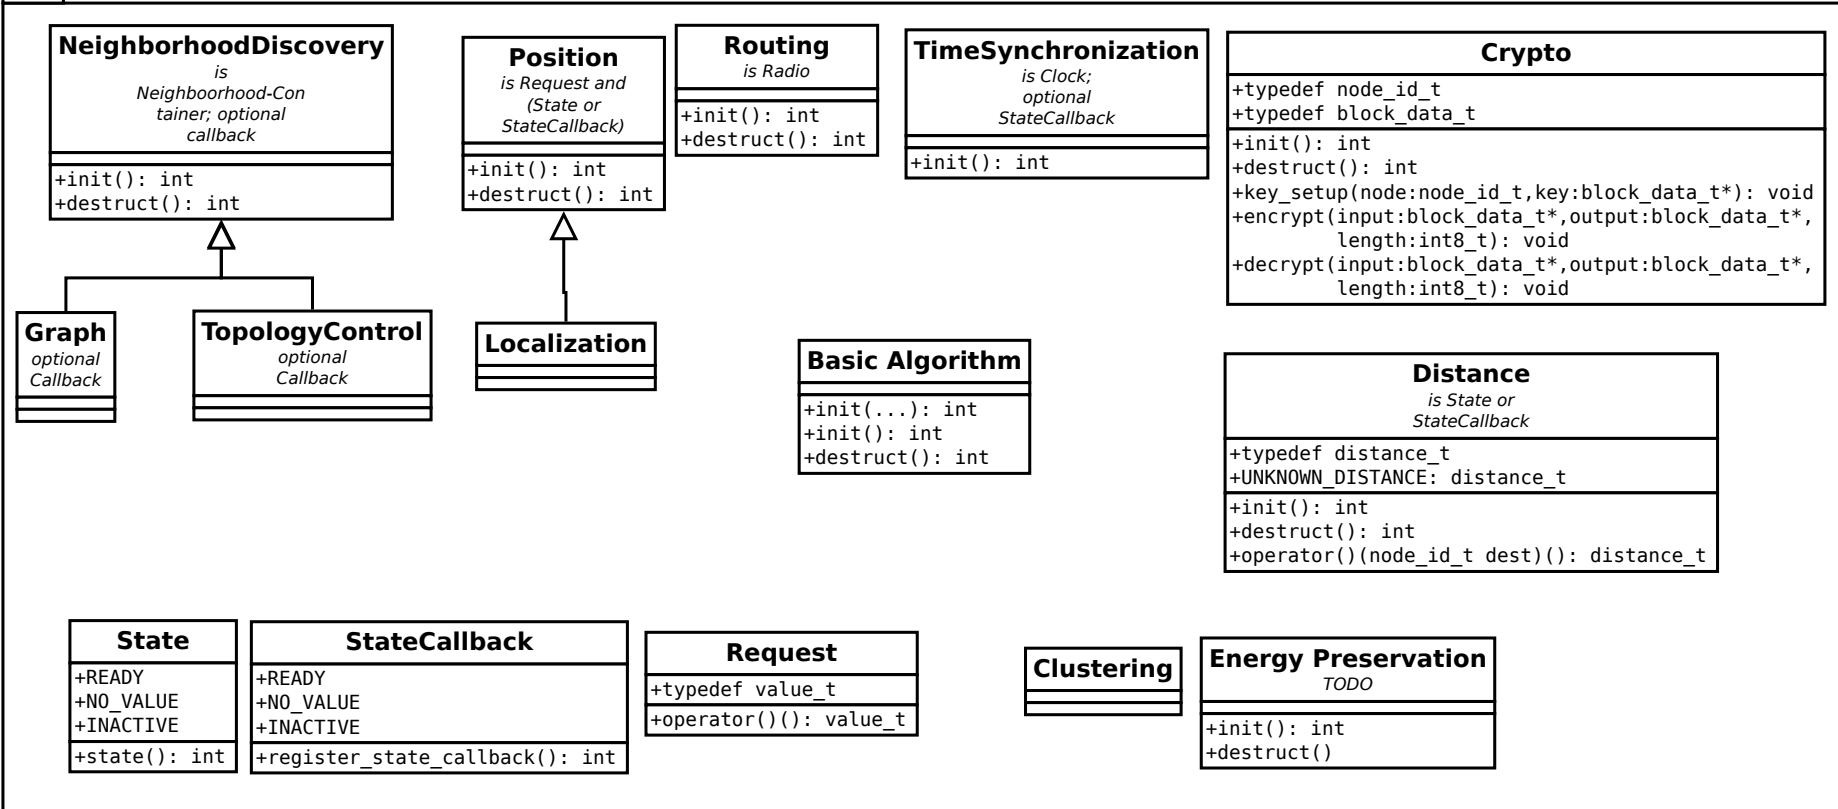 NeighborhoodDiscovery
is
Neighboorhood-Con
tainer; optional
callback
+init(): int
+destruct(): int
Position
is Request and
(State or
StateCallback)
+init(): int
+destruct(): int
Routing
is Radio
+init(): int
+destruct(): int
TimeSynchronization
is Clock;
optional
StateCallback
+init(): int
Crypto
+typedef node_id_t
+typedef block_data_t
+init(): int
+destruct(): int
+key_setup(node:node_id_t,key:block_data_t*): void
+encrypt(input:block_data_t*,output:block_data_t*,
length:int8_t): void
+decrypt(input:block_data_t*,output:block_data_t*,
length:int8_t): void
Graph
optional
Callback
TopologyControl
optional
Callback
Localization
Basic Algorithm
+init(...): int
+init(): int
+destruct(): int
Distance
is State or
StateCallback
+typedef distance_t
+UNKNOWN_DISTANCE: distance_t
+init(): int
+destruct(): int
+operator()(node_id_t dest)(): distance_t
State
+READY
+NO_VALUE
+INACTIVE
+state(): int
StateCallback
+READY
+NO_VALUE
+INACTIVE
+register_state_callback(): int
Request
+typedef value_t
+operator()(): value_t
Clustering
Energy Preservation
TODO
+init(): int
+destruct()